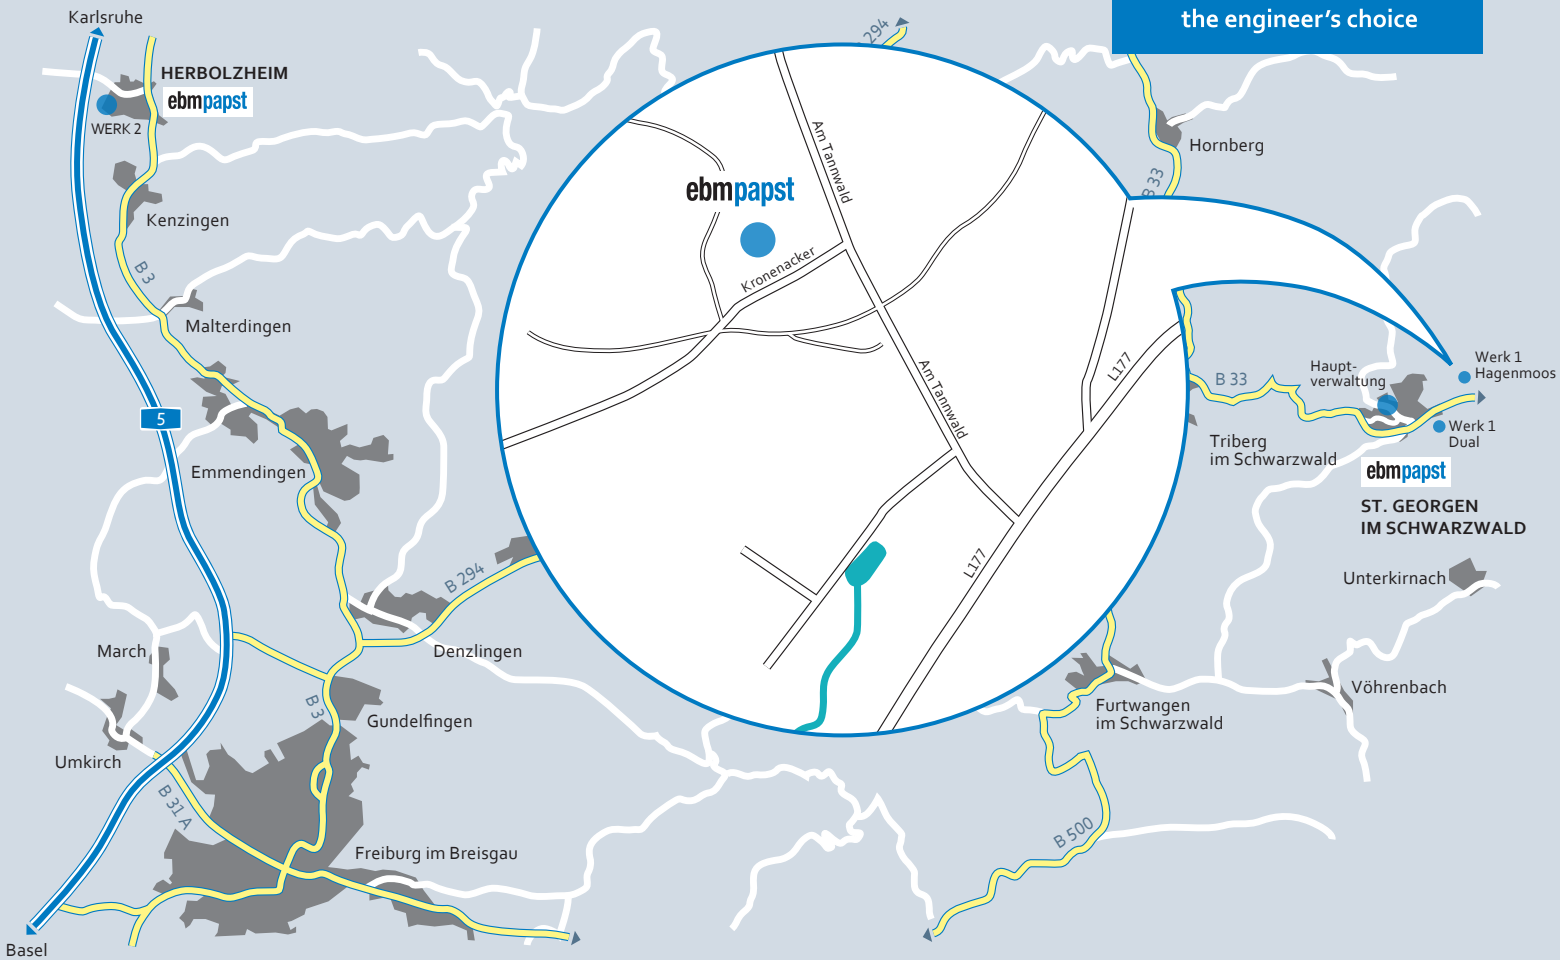 the engineer's choice
Karlsruhe
HERBOLZHEIM
ebmpapst
WERK 2
Kenzingen
B 3
Malterdingen
5
Emmendingen
B 294
Denzlingen
March
B 3
Gundelfingen
Umkirch
B 31 A
Freiburg im Breisgau
Basel
294
Am Tannwald
ebmpapst
Kronenacker
Am Tannwald
L177
L177
Hornberg
B 33
B 33
Haupt-
verwaltung
Werk 1
Hagenmoos
Werk 1
Dual
Triberg
im Schwarzwald
ebmpapst
ST. GEORGEN
IM SCHWARZWALD
Unterkirnach
Vöhrenbach
Furtwangen
im Schwarzwald
B 500